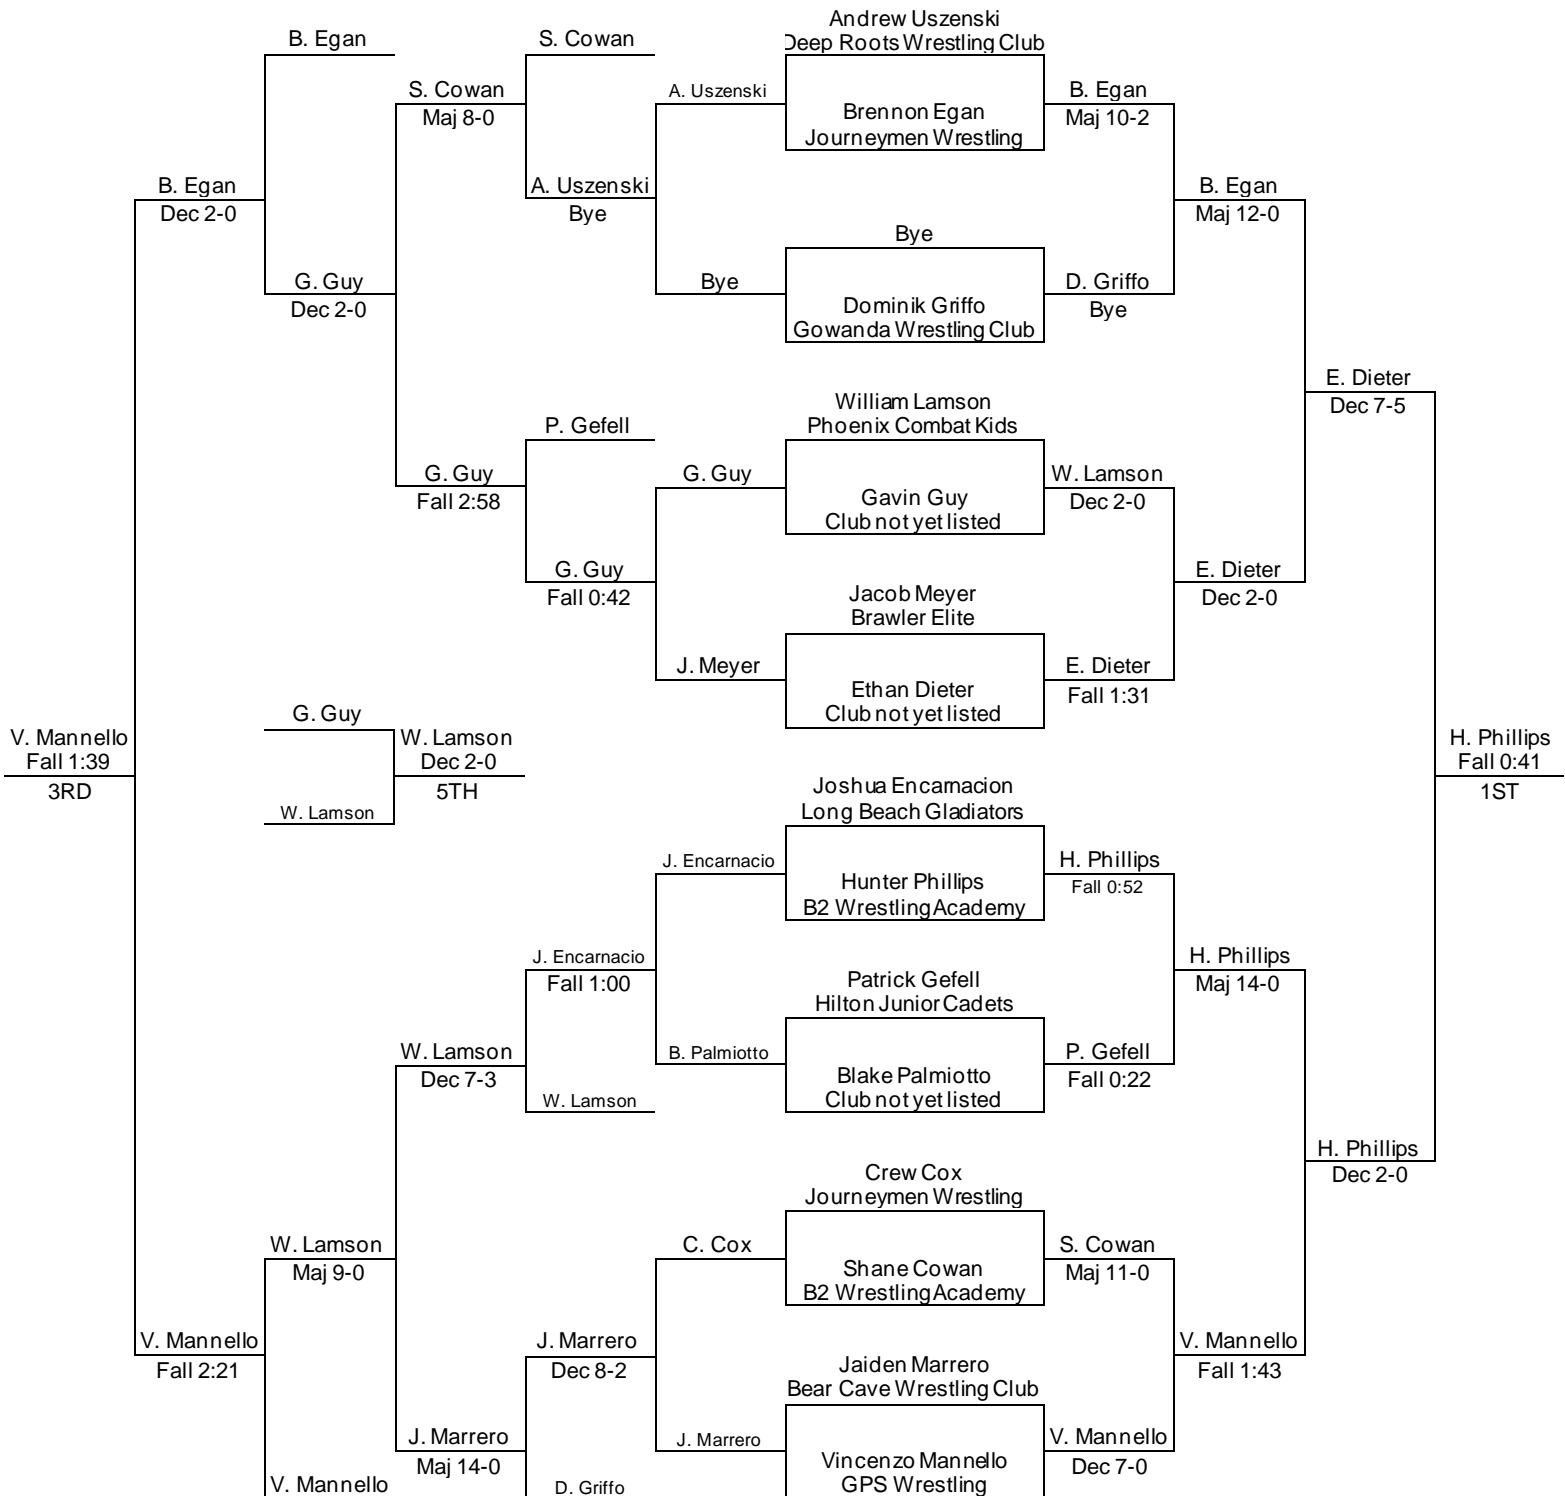 Andrew Uszenski
B. Egan
S. Cowan
Deep Roots Wrestling Club
S. Cowan
A. Uszenski
B. Egan
Maj 8-0
Brennon Egan
Maj 10-2
Journeymen Wrestling
B. Egan
A. Uszenski
B. Egan
Dec 2-0
Bye
Maj 12-0
Bye
G. Guy
Bye
D. Griffo
Dec 2-0
Dominik Griffo
Bye
Gowanda Wrestling Club
E. Dieter
William Lamson
Dec 7-5
P. Gefell
Phoenix Combat Kids
G. Guy
G. Guy
W. Lamson
Fall 2:58
Gavin Guy
Dec 2-0
Club not yet listed
G. Guy
E. Dieter
Fall 0:42
Jacob Meyer
Dec 2-0
Brawler Elite
J. Meyer
E. Dieter
Ethan Dieter
Fall 1:31
G. Guy
Club not yet listed
V. Mannello
W. Lamson
H. Phillips
Fall 1:39
Dec 2-0
Fall 0:41
3RD
5TH
Joshua Encarnacion
1ST
W. Lamson
Long Beach Gladiators
J. Encarnacio
H. Phillips
Hunter Phillips
Fall 0:52
B2 Wrestling Academy
J. Encarnacio
H. Phillips
Fall 1:00
Patrick Gefell
Maj 14-0
Hilton Junior Cadets
W. Lamson
B. Palmiotto
P. Gefell
Dec 7-3
Blake Palmiotto
Fall 0:22
W. Lamson
Club not yet listed
H. Phillips
Crew Cox
Dec 2-0
Journeymen Wrestling
W. Lamson
C. Cox
S. Cowan
Maj 9-0
Shane Cowan
Maj 11-0
B2 Wrestling Academy
V. Mannello
J. Marrero
V. Mannello
Fall 2:21
Dec 8-2
Jaiden Marrero
Fall 1:43
Bear Cave Wrestling Club
J. Marrero
J. Marrero
V. Mannello
Maj 14-0
Vincenzo Mannello
Dec 7-0
V. Mannello
D. Griffo
GPS Wrestling